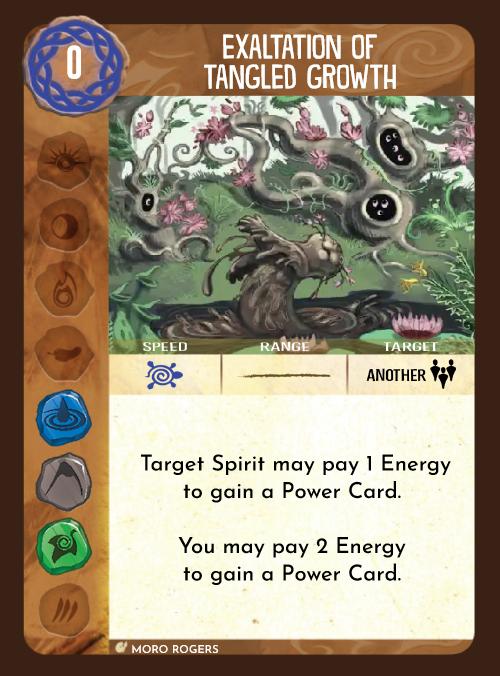 0
EXALTATION OF
TANGLED GROWTH
SPEED RANGE TARGET
ANOTHER
Target Spirit may pay 1 Energy
to gain a Power Card.
You may pay 2 Energy
to gain a Power Card.
MORO ROGERS